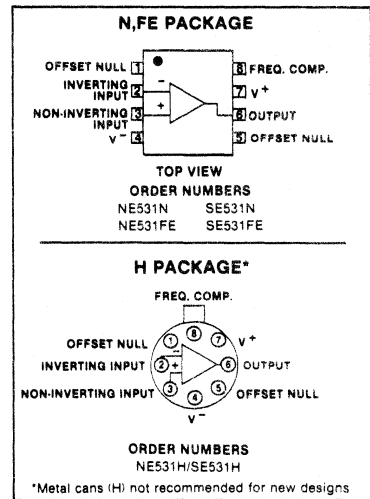 N,FE PACKAGE
OFFSET NULL 1
8 FREQ. COMP.
INVERTING
INPUT 2
−
7 V+
NON-INVERTING
INPUT 3
+
6 OUTPUT
V− 4
5 OFFSET NULL
TOP VIEW
ORDER NUMBERS
NE531N SE531N
NE531FE SE531FE
H PACKAGE*
FREQ. COMP.
8
OFFSET NULL 1
7 V+
INVERTING INPUT 2
−
+
6 OUTPUT
NON-INVERTING INPUT 3
5 OFFSET NULL
4
V−
ORDER NUMBERS
NE531H/SE531H
*Metal cans (H) not recommended for new designs